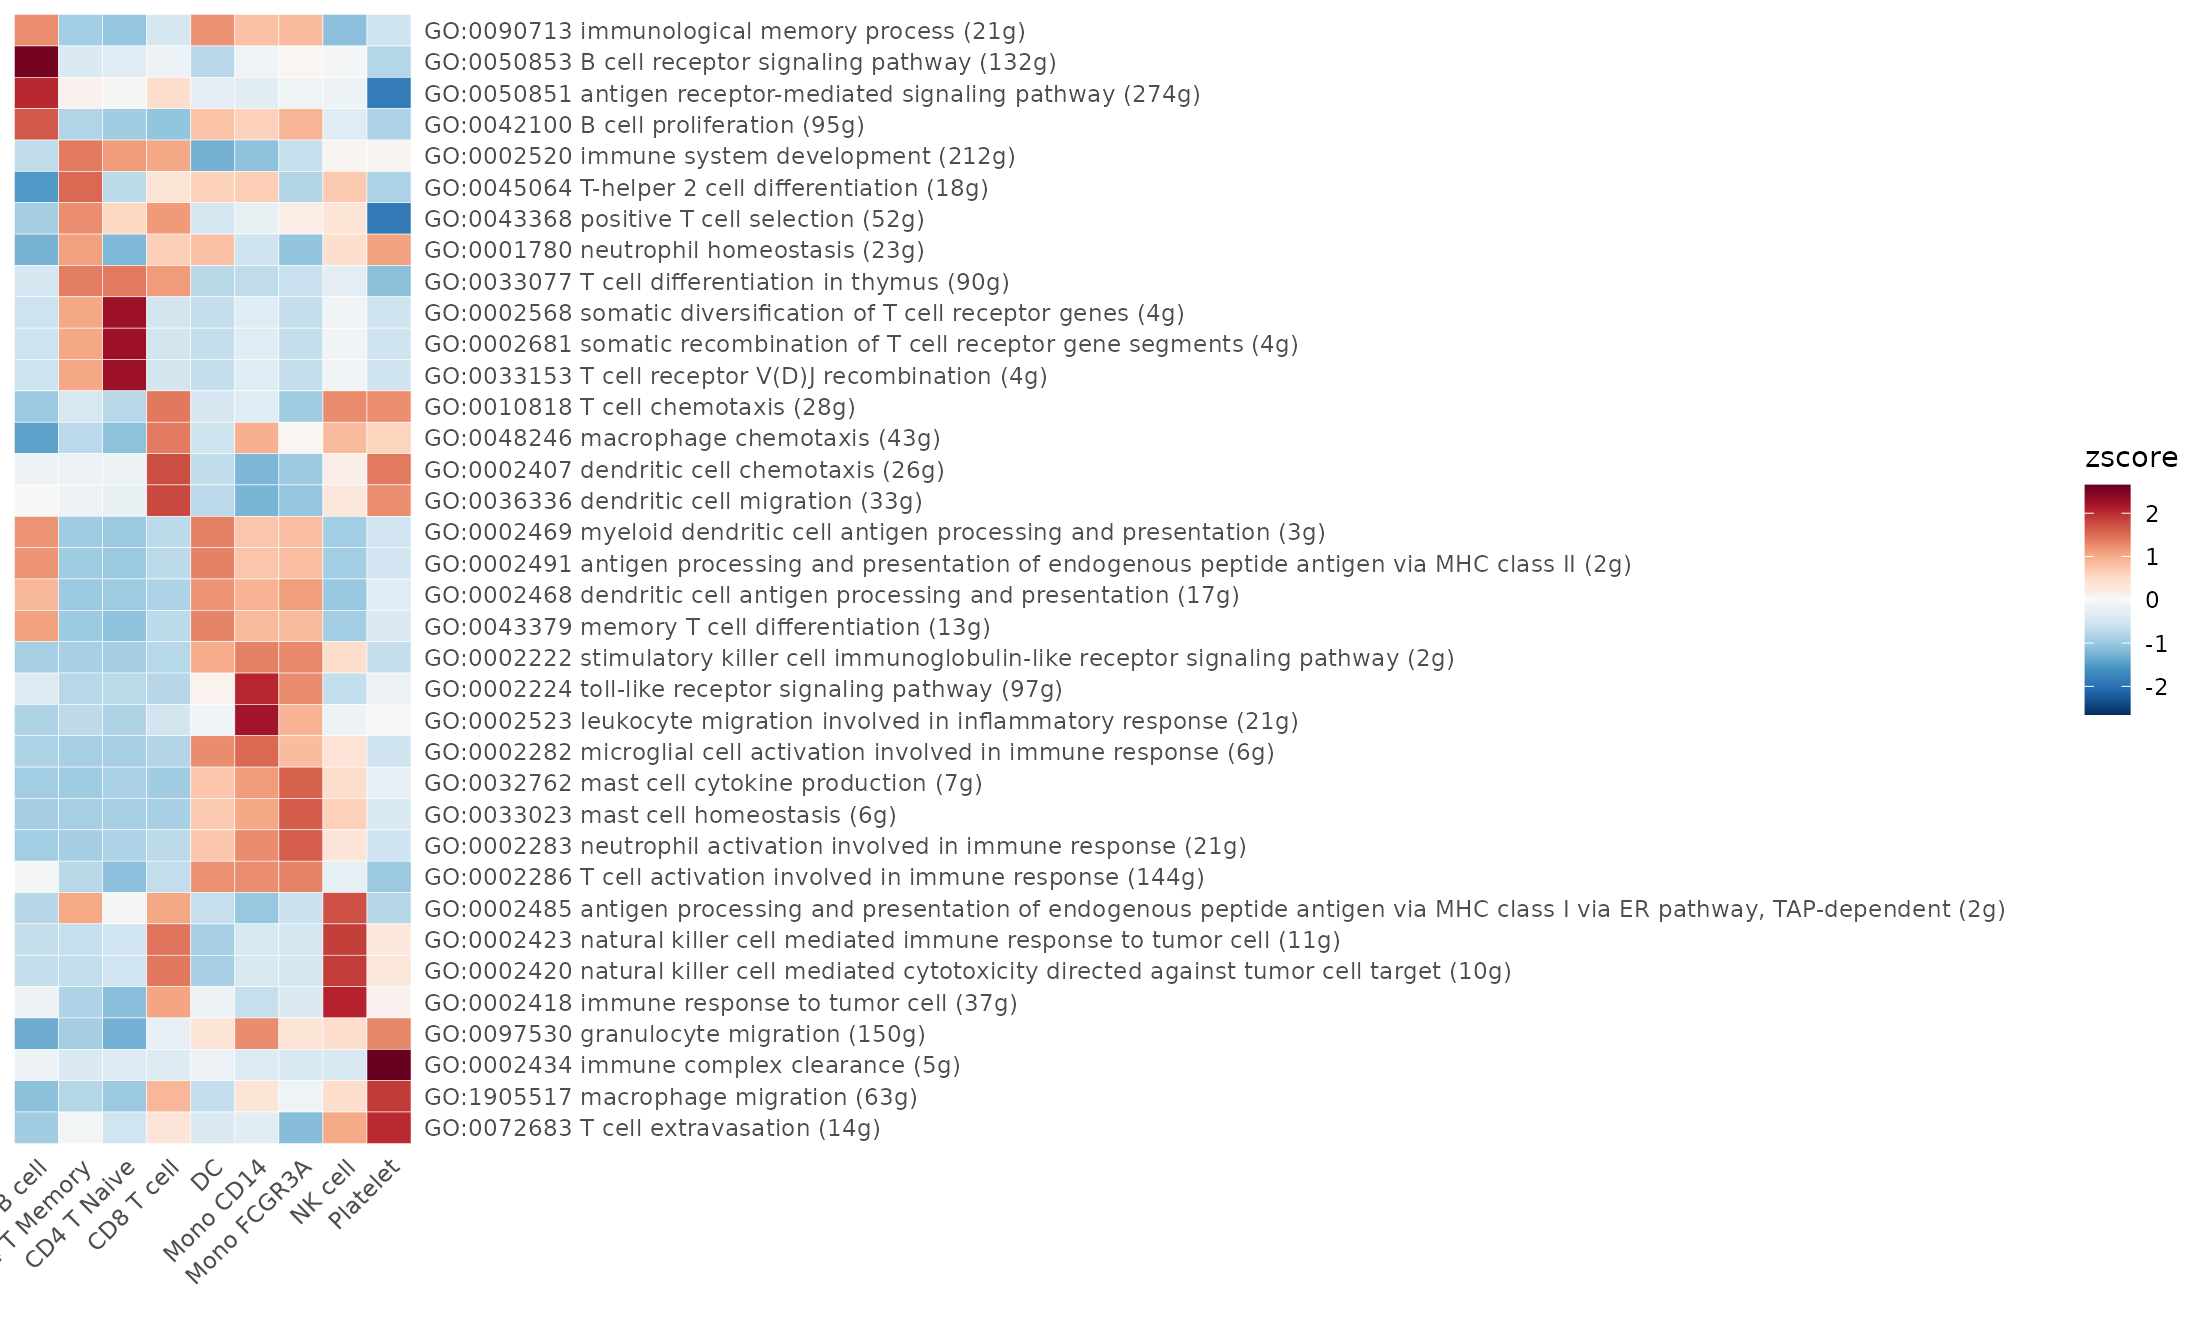 GO:0090713 immunological memory process (21g)
GO:0050853 B cell receptor signaling pathway (132g)
GO:0050851 antigen receptor-mediated signaling pathway (274g)
GO:0042100 B cell proliferation (95g)
GO:0002520 immune system development (212g)
GO:0045064 T-helper 2 cell differentiation (18g)
GO:0043368 positive T cell selection (52g)
GO:0001780 neutrophil homeostasis (23g)
GO:0033077 T cell differentiation in thymus (90g)
GO:0002568 somatic diversification of T cell receptor genes (4g)
GO:0002681 somatic recombination of T cell receptor gene segments (4g)
GO:0033153 T cell receptor V(D)J recombination (4g)
GO:0010818 T cell chemotaxis (28g)
GO:0048246 macrophage chemotaxis (43g)
GO:0002407 dendritic cell chemotaxis (26g)
GO:0036336 dendritic cell migration (33g)
GO:0002469 myeloid dendritic cell antigen processing and presentation (3g)
GO:0002491 antigen processing and presentation of endogenous peptide antigen via MHC class II (2g)
GO:0002468 dendritic cell antigen processing and presentation (17g)
GO:0043379 memory T cell differentiation (13g)
GO:0002222 stimulatory killer cell immunoglobulin-like receptor signaling pathway (2g)
GO:0002224 toll-like receptor signaling pathway (97g)
GO:0002523 leukocyte migration involved in inflammatory response (21g)
GO:0002282 microglial cell activation involved in immune response (6g)
GO:0032762 mast cell cytokine production (7g)
GO:0033023 mast cell homeostasis (6g)
GO:0002283 neutrophil activation involved in immune response (21g)
GO:0002286 T cell activation involved in immune response (144g)
GO:0002485 antigen processing and presentation of endogenous peptide antigen via MHC class I via ER pathway, TAP-dependent (2g)
GO:0002423 natural killer cell mediated immune response to tumor cell (11g)
GO:0002420 natural killer cell mediated cytotoxicity directed against tumor cell target (10g)
GO:0002418 immune response to tumor cell (37g)
GO:0097530 granulocyte migration (150g)
GO:0002434 immune complex clearance (5g)
GO:1905517 macrophage migration (63g)
GO:0072683 T cell extravasation (14g)
B cell
T Memory
CD4 T Naive
CD8 T cell
DC
Mono CD14
Mono FCGR3A
NK cell
Platelet
zscore
2
1
0
-1
-2